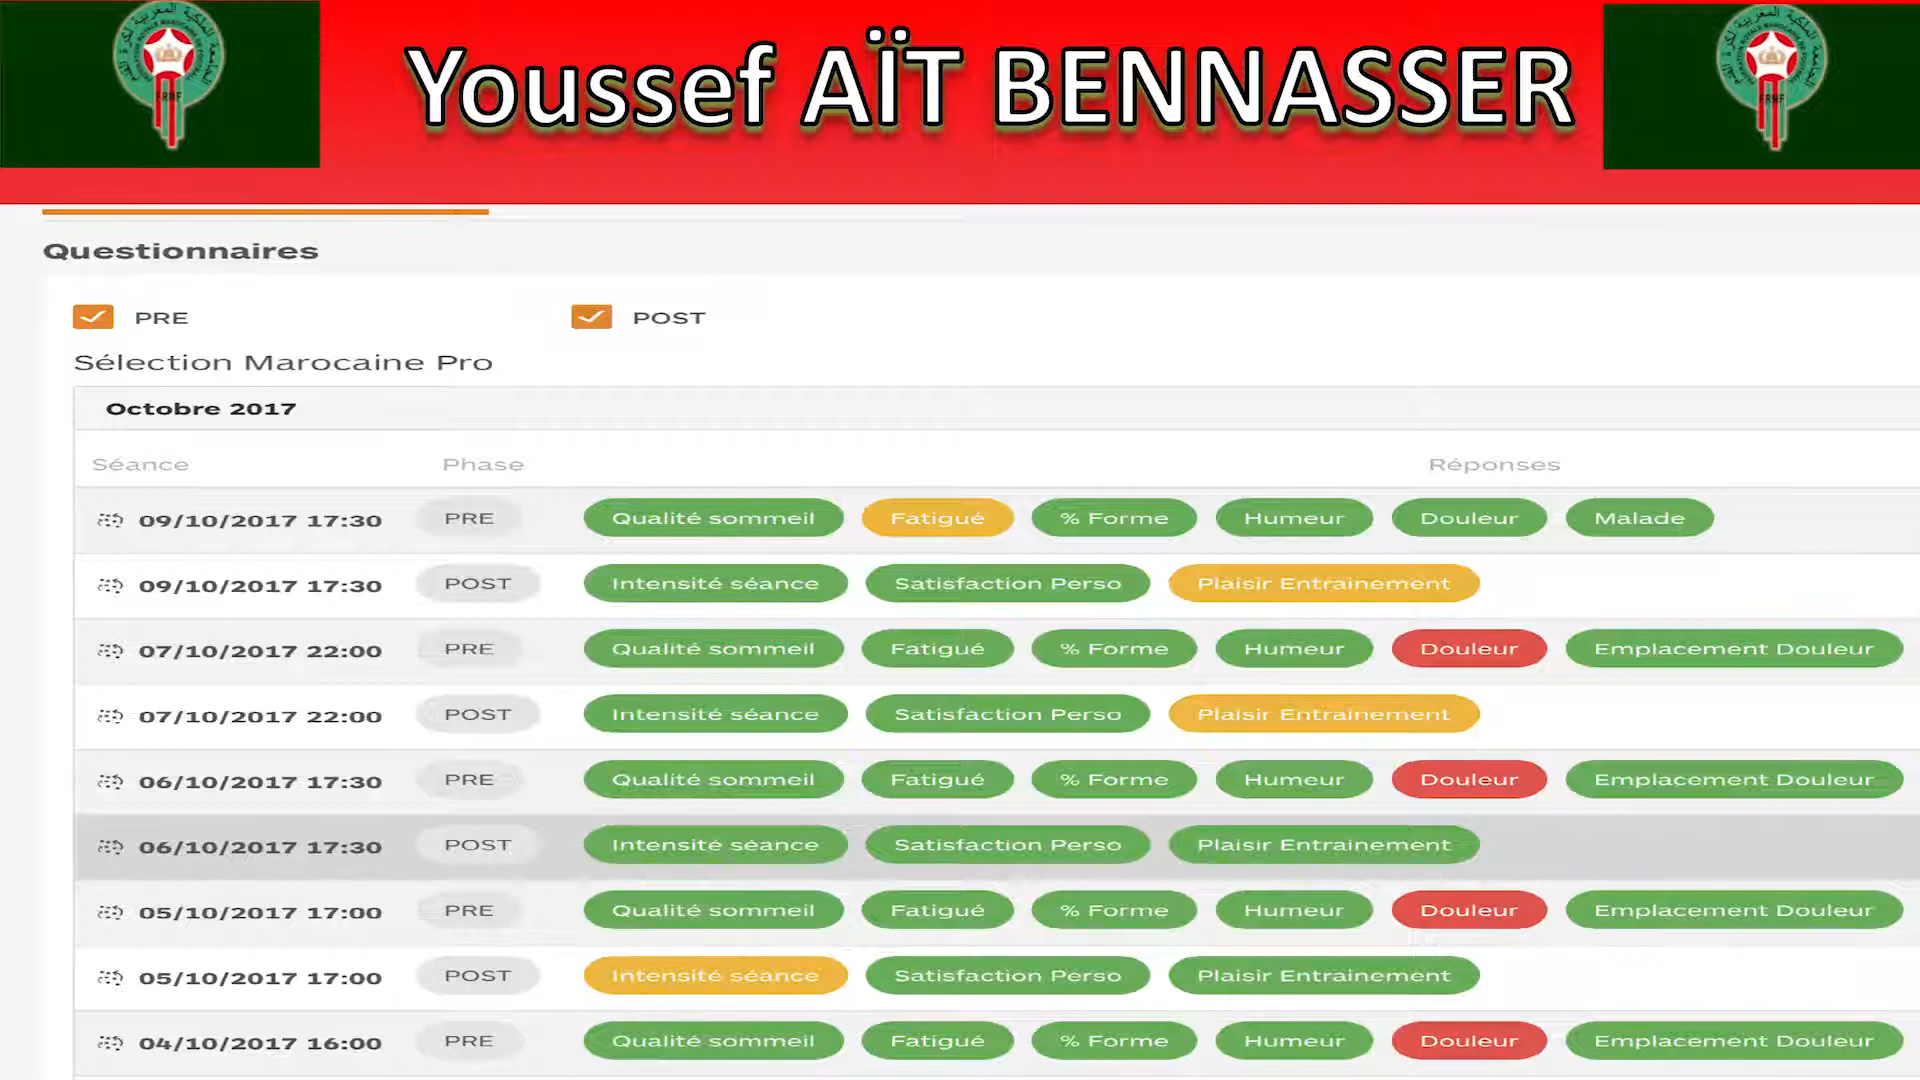 Youssef AÏT BENNASSER
FRMF
FRMF
Questionnaires
PRE POST
Sélection Marocaine Pro
Octobre 2017
Séance Phase Réponses
09/10/2017 17:30 PRE Qualité sommeil Fatigué % Forme Humeur Douleur Malade
09/10/2017 17:30 POST Intensité séance Satisfaction Perso Plaisir Entrainement
07/10/2017 22:00 PRE Qualité sommeil Fatigué % Forme Humeur Douleur Emplacement Douleur
07/10/2017 22:00 POST Intensité séance Satisfaction Perso Plaisir Entrainement
06/10/2017 17:30 PRE Qualité sommeil Fatigué % Forme Humeur Douleur Emplacement Douleur
06/10/2017 17:30 POST Intensité séance Satisfaction Perso Plaisir Entrainement
05/10/2017 17:00 PRE Qualité sommeil Fatigué % Forme Humeur Douleur Emplacement Douleur
05/10/2017 17:00 POST Intensité séance Satisfaction Perso Plaisir Entrainement
04/10/2017 16:00 PRE Qualité sommeil Fatigué % Forme Humeur Douleur Emplacement Douleur